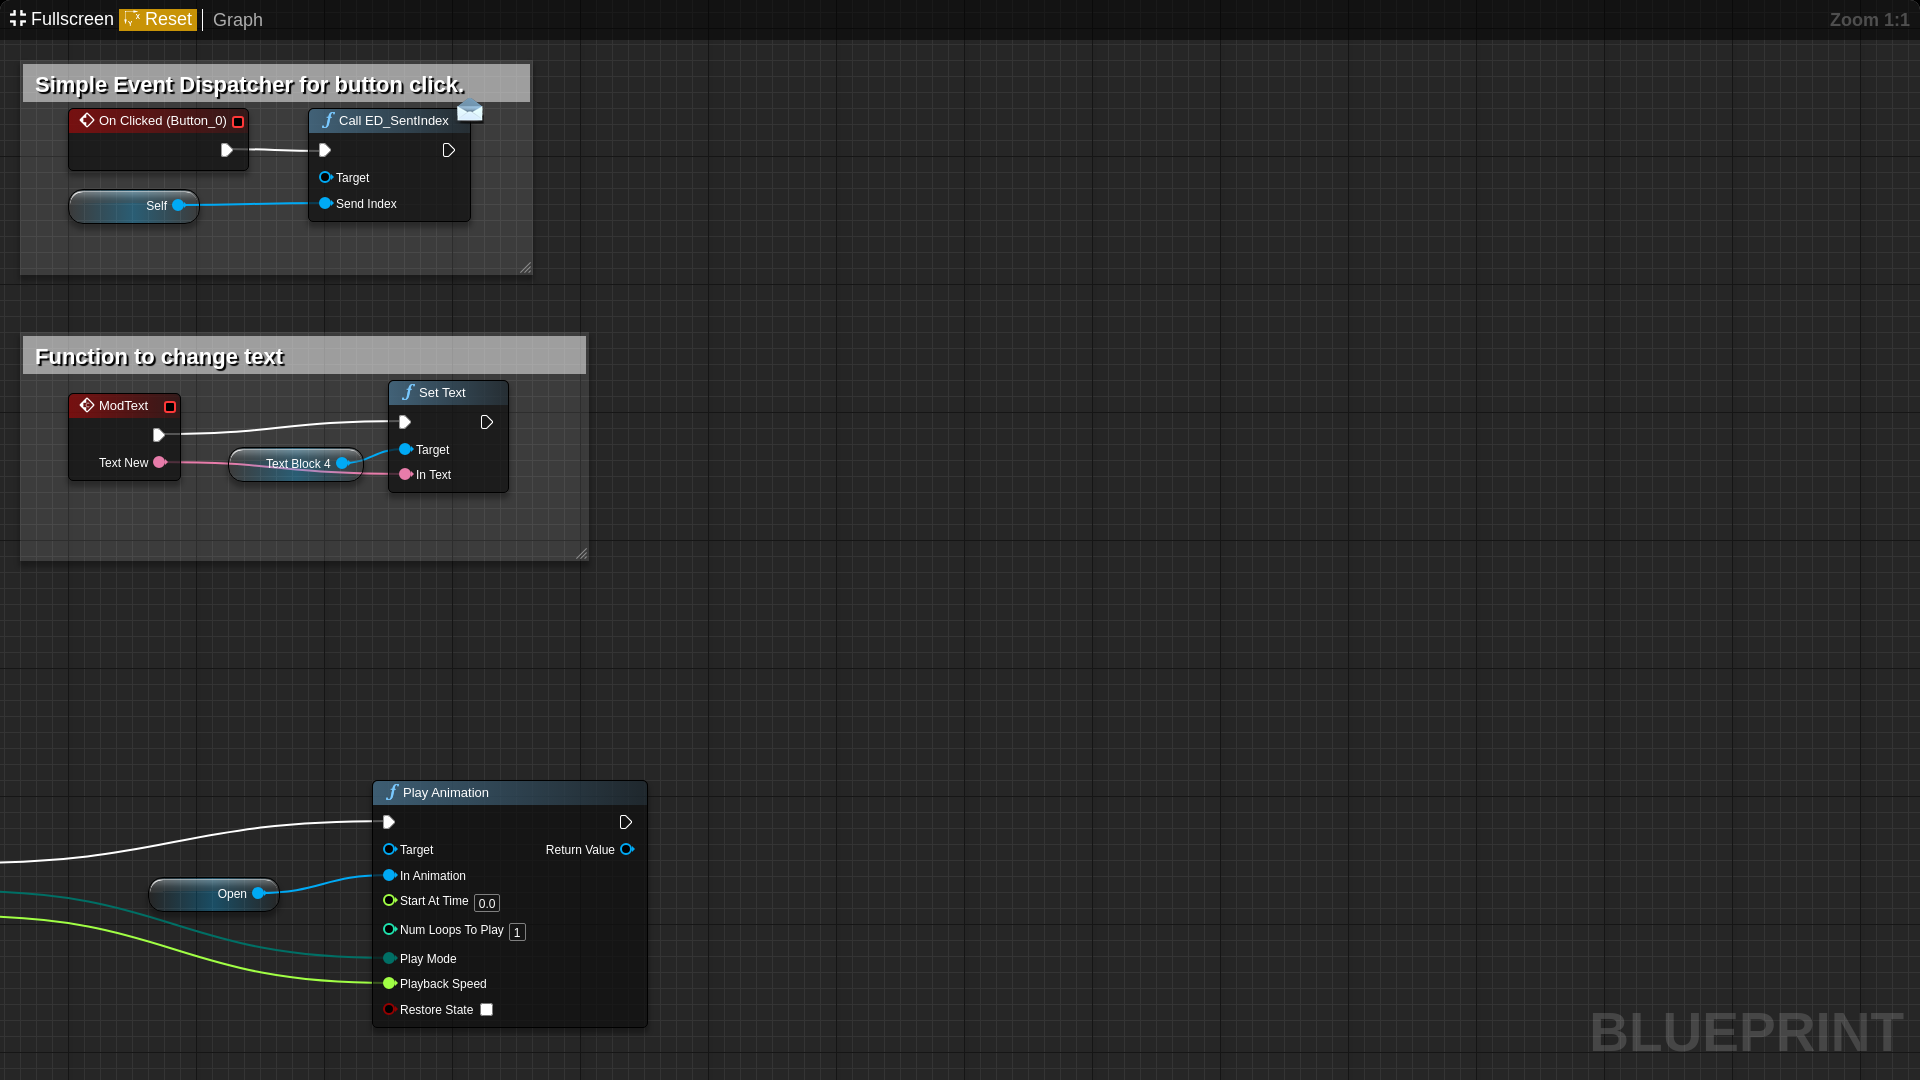 Fullscreen Reset Graph Zoom 1:1
Simple Event Dispatcher for button click.
On Clicked (Button_0)
Call ED_SentIndex
Target
Self
Send Index
Function to change text
ModText
Set Text
Text New
Text Block 4
Target
In Text
Play Animation
Target Return Value
In Animation
Open
Start At Time 0.0
Num Loops To Play 1
Play Mode
Playback Speed
Restore State
BLUEPRINT